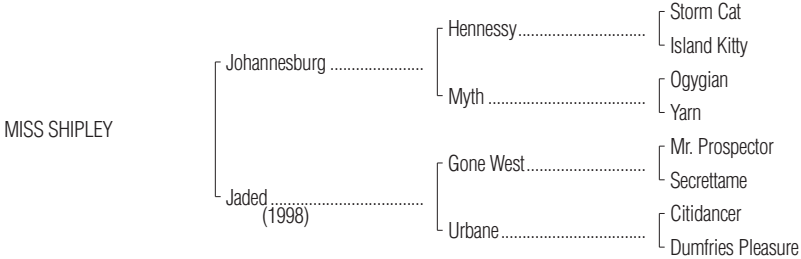 Storm Cat
Hennessy
Island Kitty
Johannesburg
Ogygian
Myth
Yarn
MISS SHIPLEY
Mr. Prospector
Gone West
Secrettame
Jaded
(1998)
Citidancer
Urbane
Dumfries Pleasure